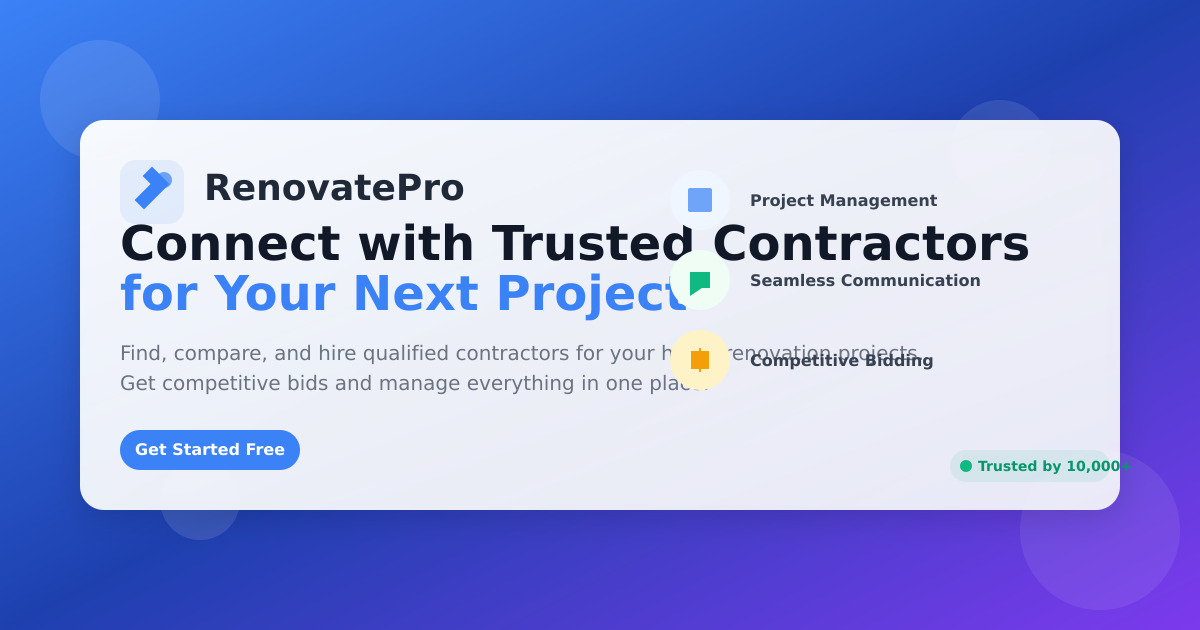 RenovatePro
Connect with Trusted Contractors
for Your Next Project
Find, compare, and hire qualified contractors for your h renovation projects.
Get competitive bids and manage everything in one place.
Get Started Free
Project Management
Seamless Communication
Competitive Bidding
Trusted by 10,000+